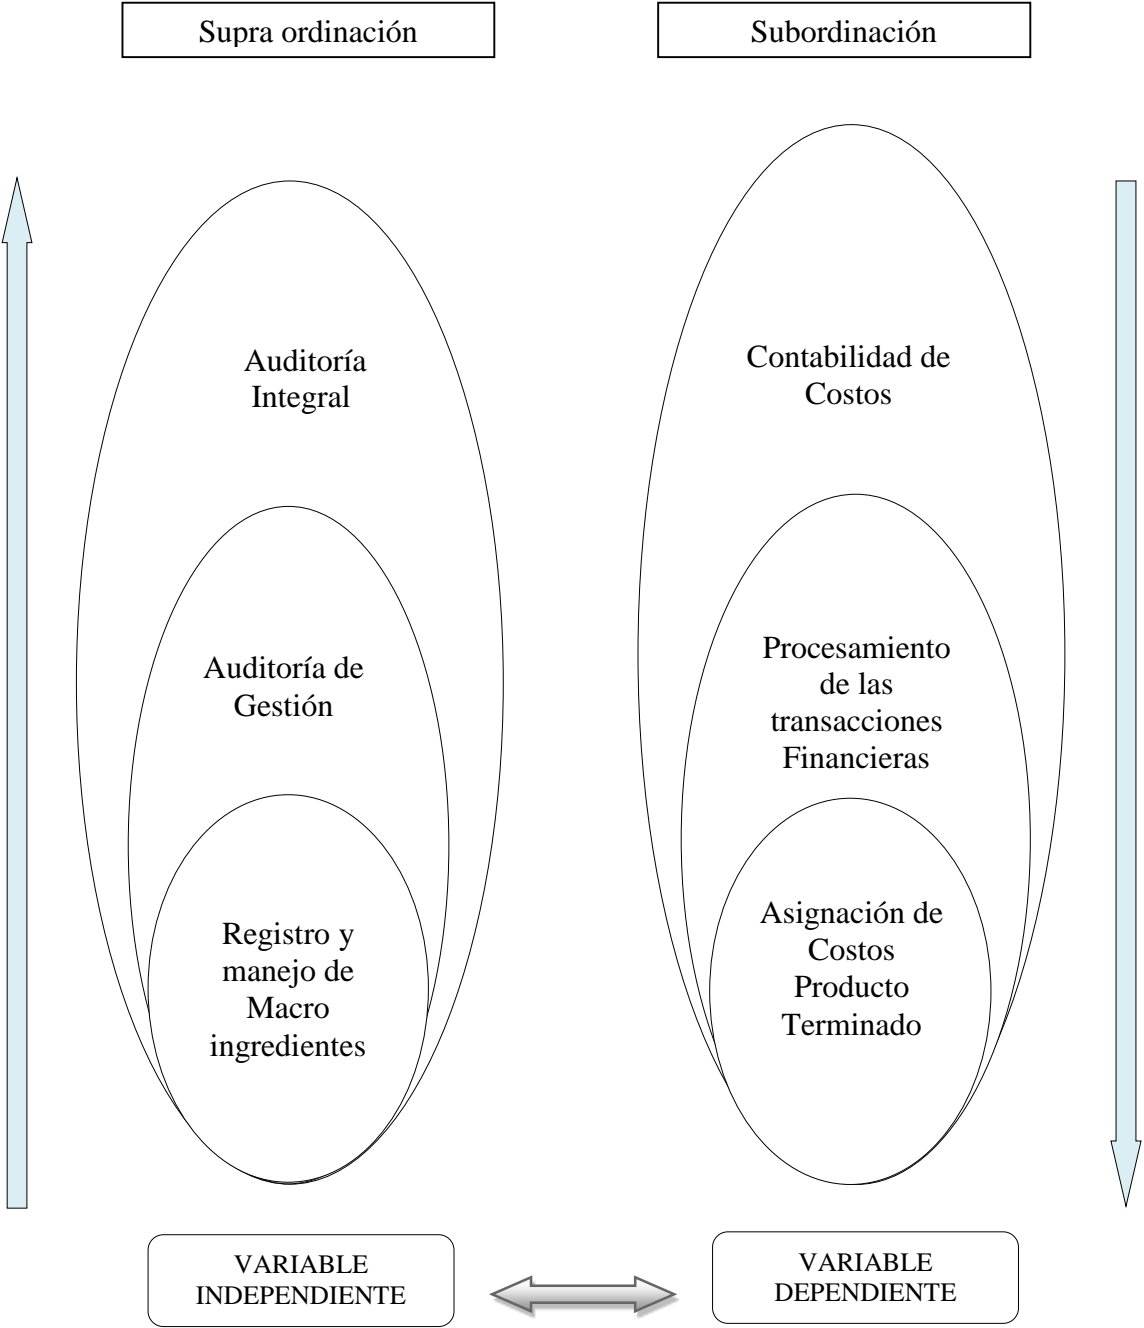 Supra ordinación
Subordinación
Auditoría
Integral
Auditoría de
Gestión
Registro y
manejo de
Macro
ingredientes
Contabilidad de
Costos
Procesamiento
de las
transacciones
Financieras
Asignación de
Costos
Producto
Terminado
VARIABLE
INDEPENDIENTE
VARIABLE
DEPENDIENTE